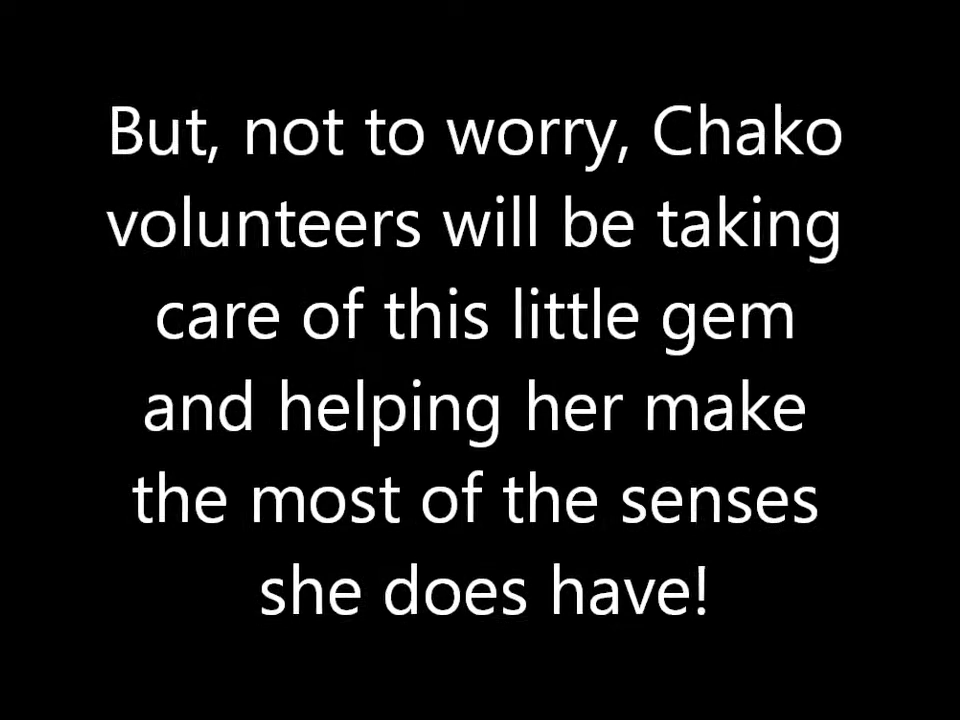 But, not to worry, Chako
volunteers will be taking
care of this little gem
and helping her make
the most of the senses
she does have!